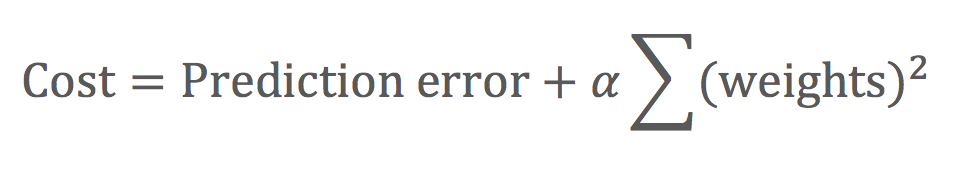 Cost = Prediction error + α ∑(weights)²